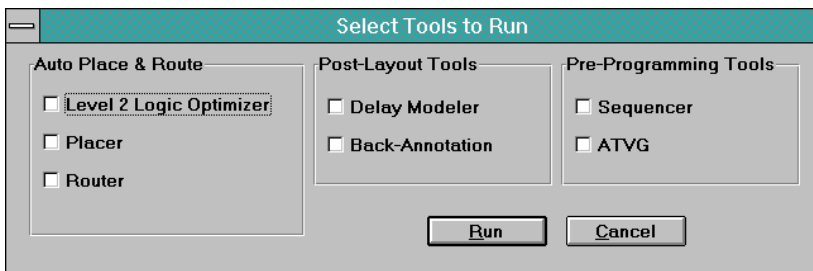 Select Tools to Run
Auto Place & Route
Level 2 Logic Optimizer
Placer
Router
Post-Layout Tools
Delay Modeler
Back-Annotation
Pre-Programming Tools
Sequencer
ATVG
Run
Cancel